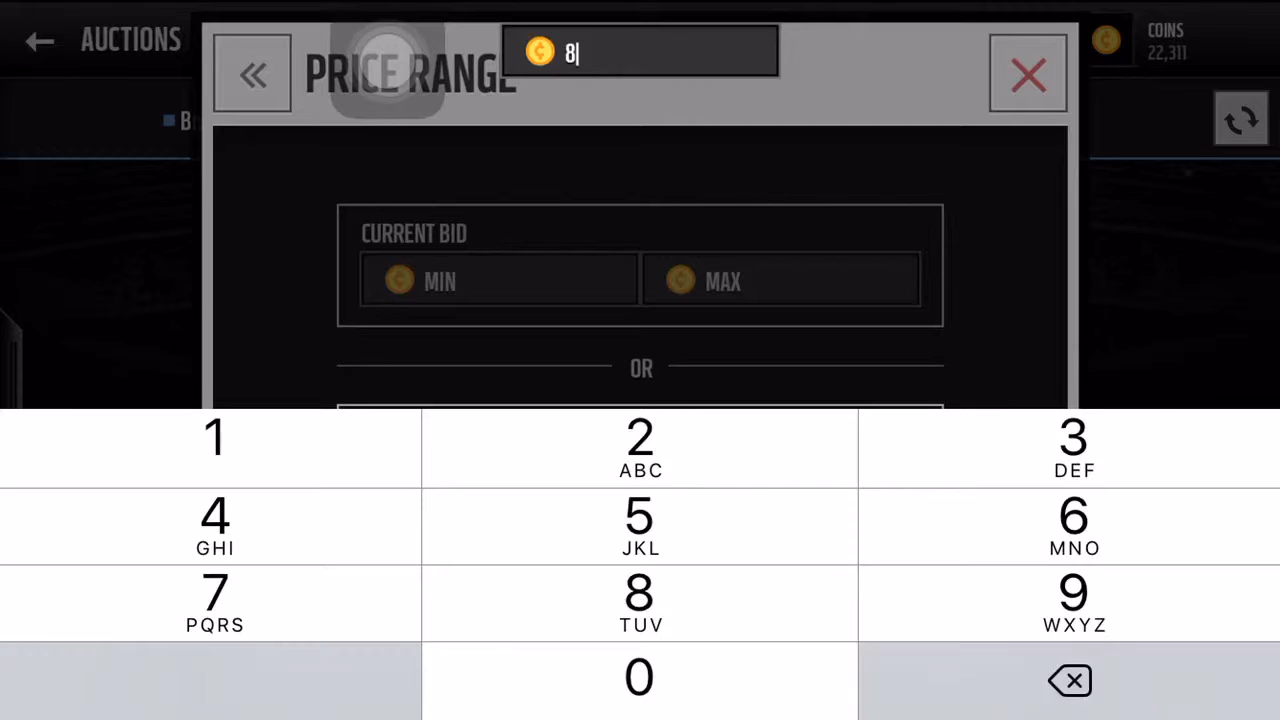 AUCTIONS
PRICE RANGE
8
COINS
22,311
B
CURRENT BID
MIN
MAX
OR
1
2
ABC
3
DEF
4
GHI
5
JKL
6
MNO
7
PQRS
8
TUV
9
WXYZ
0